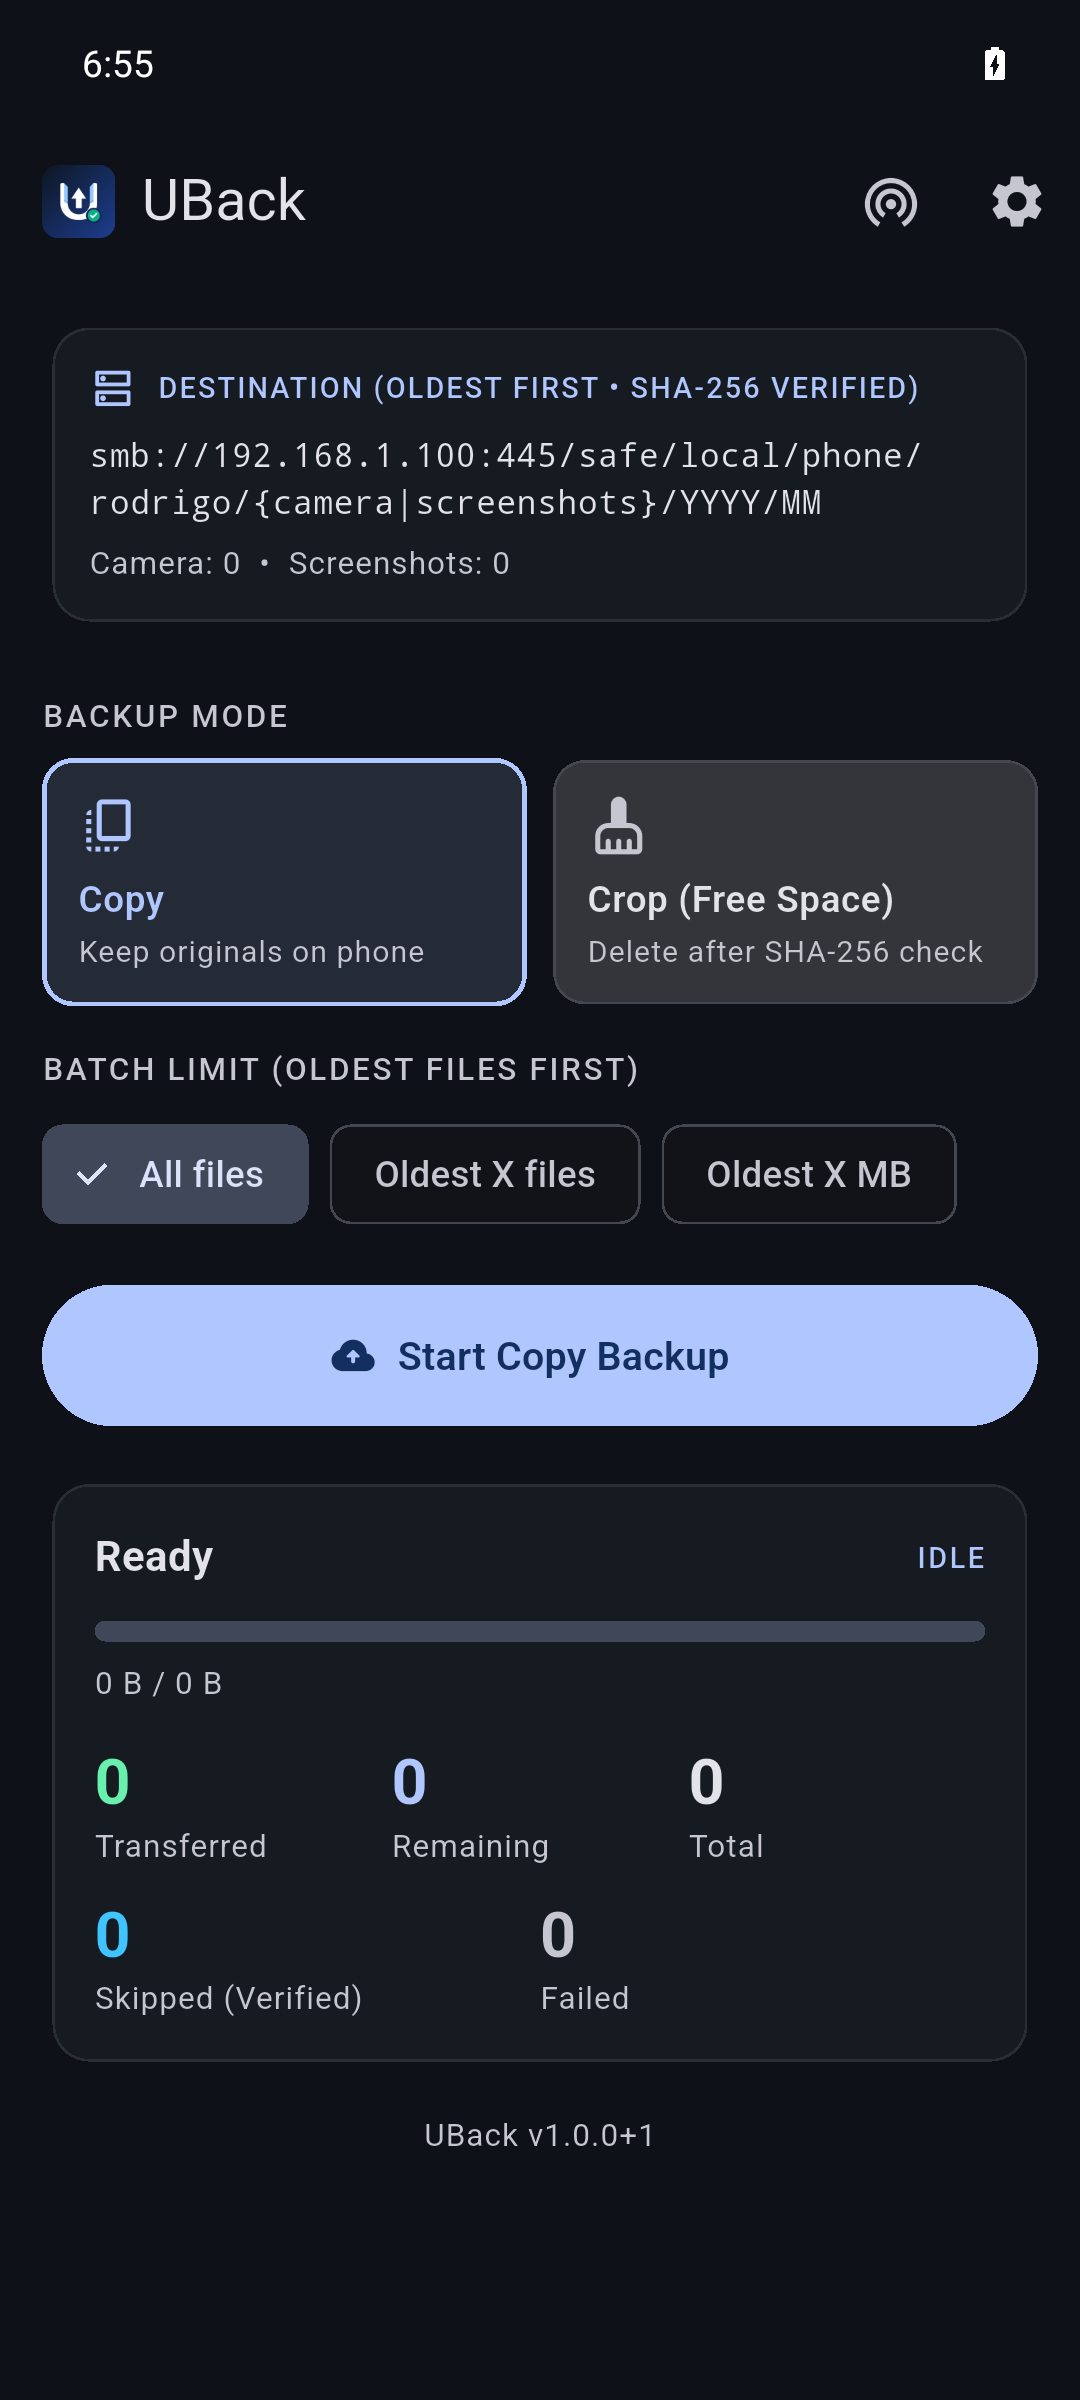 6:55
UBack
DESTINATION (OLDEST FIRST • SHA-256 VERIFIED)
smb://192.168.1.100:445/safe/local/phone/
rodrigo/{camera|screenshots}/YYYY/MM
Camera: 0 • Screenshots: 0
BACKUP MODE
Copy
Keep originals on phone
Crop (Free Space)
Delete after SHA-256 check
BATCH LIMIT (OLDEST FILES FIRST)
All files
Oldest X files
Oldest X MB
Start Copy Backup
Ready
IDLE
0 B / 0 B
0
Transferred
0
Remaining
0
Total
0
Skipped (Verified)
0
Failed
UBack v1.0.0+1